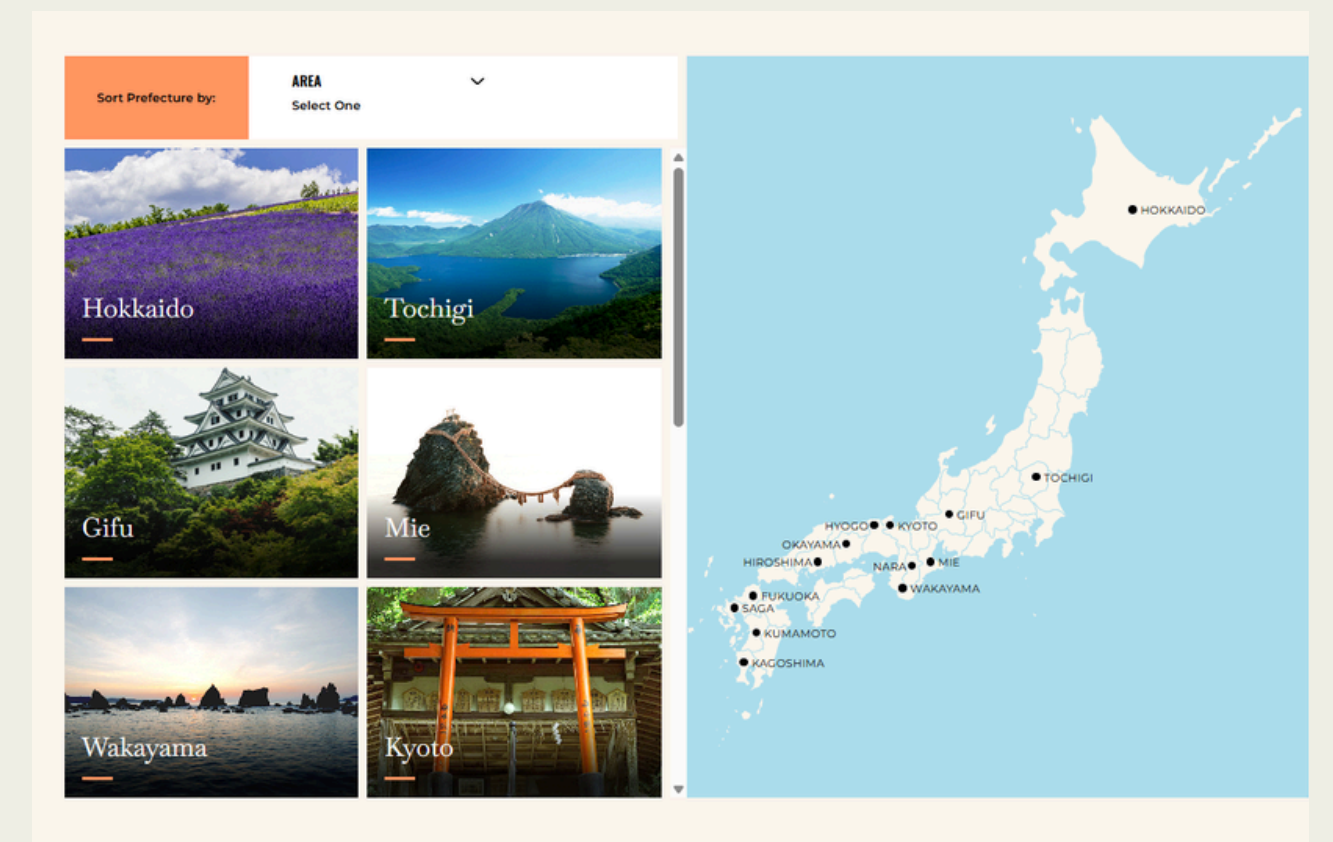 Sort Prefecture by:
AREA
Select One
Hokkaido
Tochigi
Gifu
Mie
Wakayama
Kyoto
HOKKAIDO
TOCHIGI
GIFU
HYOGO
KYOTO
OKAYAMA
HIROSHIMA
NARA
MIE
WAKAYAMA
FUKUOKA
SAGA
KUMAMOTO
KAGOSHIMA